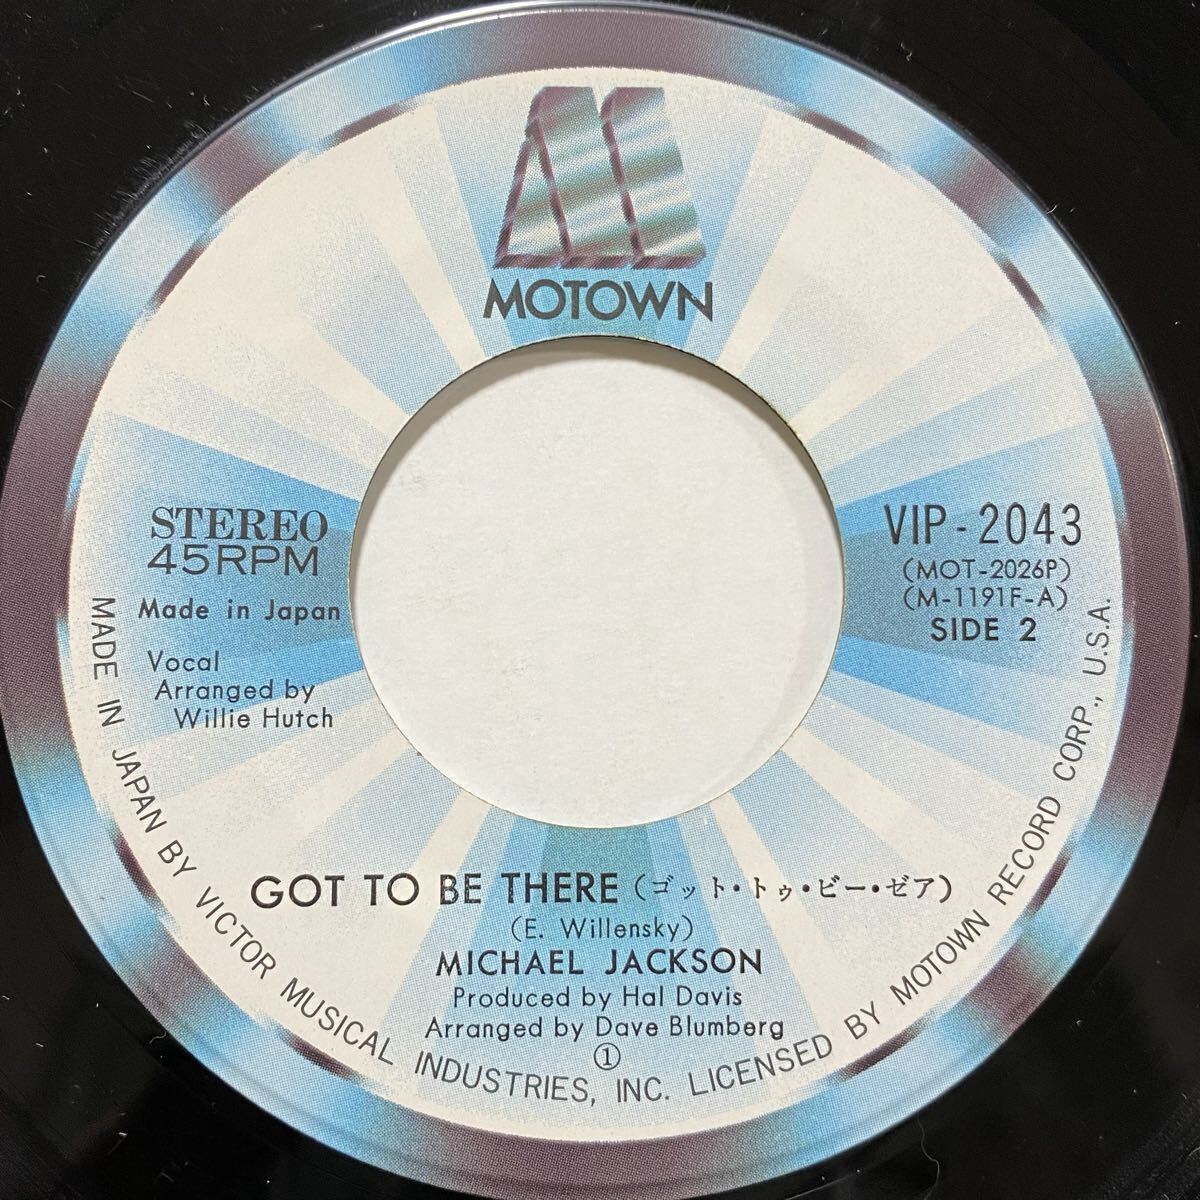 MOTOWN
STEREO
45RPM
Made in Japan
Vocal
Arranged by
Willie Hutch
VIP-2043
(MOT-2026P)
(M-1191F-A)
SIDE 2
GOT TO BE THERE (ゴット・トゥ・ビー・ゼア)
(E. Willensky)
MICHAEL JACKSON
Produced by Hal Davis
Arranged by Dave Blumberg
①
MADE IN JAPAN BY VICTOR MUSICAL INDUSTRIES, INC. LICENSED BY MOTOWN RECORD CORP., U.S.A.